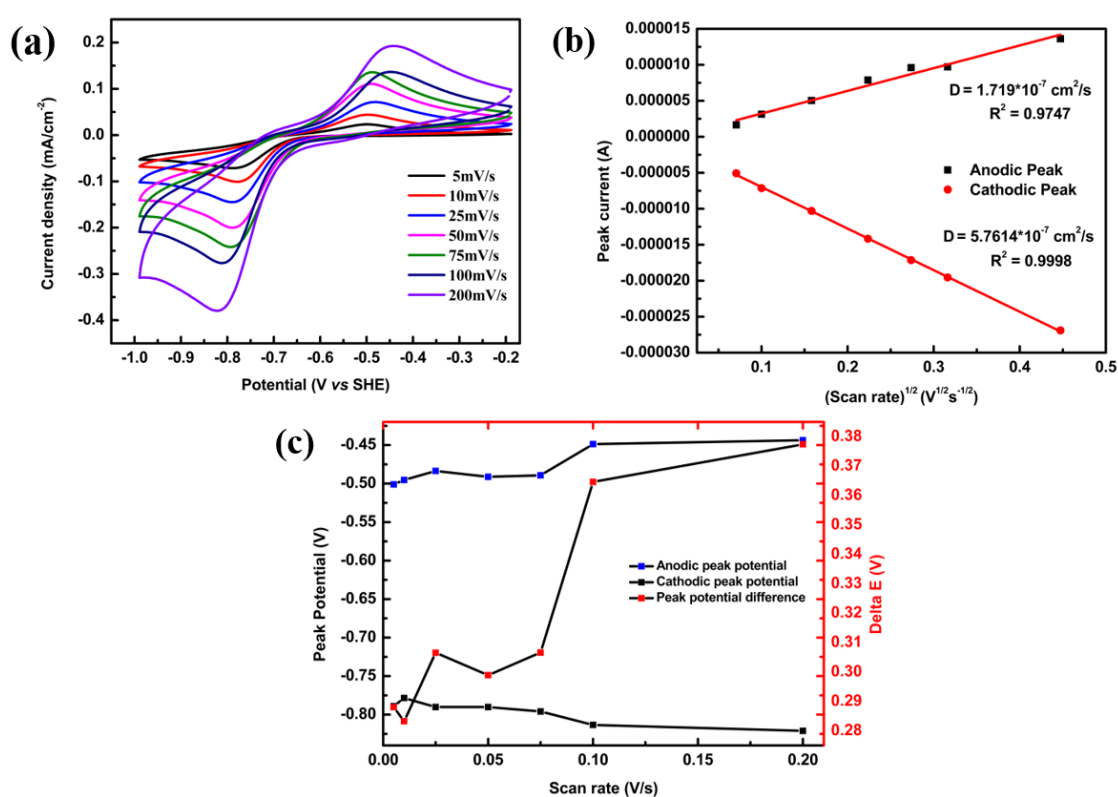 (a)
0.2
0.1
0.0
-0.1
-0.2
-0.3
-0.4
Current density (mA/cm⁻²)
5mV/s
10mV/s
25mV/s
50mV/s
75mV/s
100mV/s
200mV/s
-1.0 -0.9 -0.8 -0.7 -0.6 -0.5 -0.4 -0.3 -0.2
Potential (V vs SHE)
(b)
0.000015
0.000010
0.000005
0.000000
-0.000005
-0.000010
-0.000015
-0.000020
-0.000025
-0.000030
Peak current (A)
D = 1.719*10⁻⁷ cm²/s
R² = 0.9747
Anodic Peak
Cathodic Peak
D = 5.7614*10⁻⁷ cm²/s
R² = 0.9998
0.1 0.2 0.3 0.4 0.5
(Scan rate)¹/² (V¹/²s⁻¹/²)
(c)
-0.45
-0.50
-0.55
-0.60
-0.65
-0.70
-0.75
-0.80
Peak Potential (V)
Anodic peak potential
Cathodic peak potential
Peak potential difference
0.38
0.37
0.36
0.35
0.34
0.33
0.32
0.31
0.30
0.29
0.28
Delta E (V)
0.00 0.05 0.10 0.15 0.20
Scan rate (V/s)